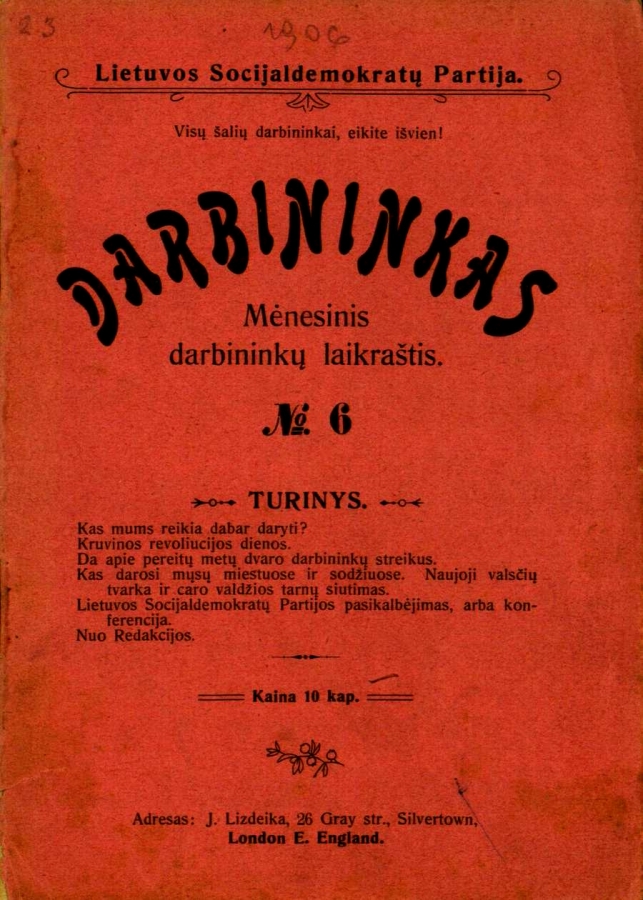 23
1906
Lietuvos Socijaldemokratų Partija.
Visų šalių darbininkai, eikite išvien!
DARBININKAS
Mėnesinis
darbininkų laikraštis.
№ 6
TURINYS.
Kas mums reikia dabar daryti?
Kruvinos revoliucijos dienos.
Da apie pereitų metų dvaro darbininkų streikus.
Kas darosi mųsų miestuose ir sodžiuose. Naujoji valsčių
tvarka ir caro valdžios tarnų siutimas.
Lietuvos Socijaldemokratų Partijos pasikalbėjimas, arba kon-
ferencija.
Nuo Redakcijos.
Kaina 10 kap.
Adresas: J. Lizdeika, 26 Gray str., Silvertown,
London E. England.